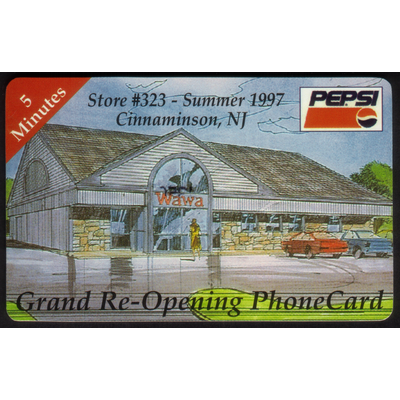 5
Minutes
Store #323 - Summer 1997
Cinnaminson, NJ
PEPSI
Wawa
Grand Re-Opening PhoneCard